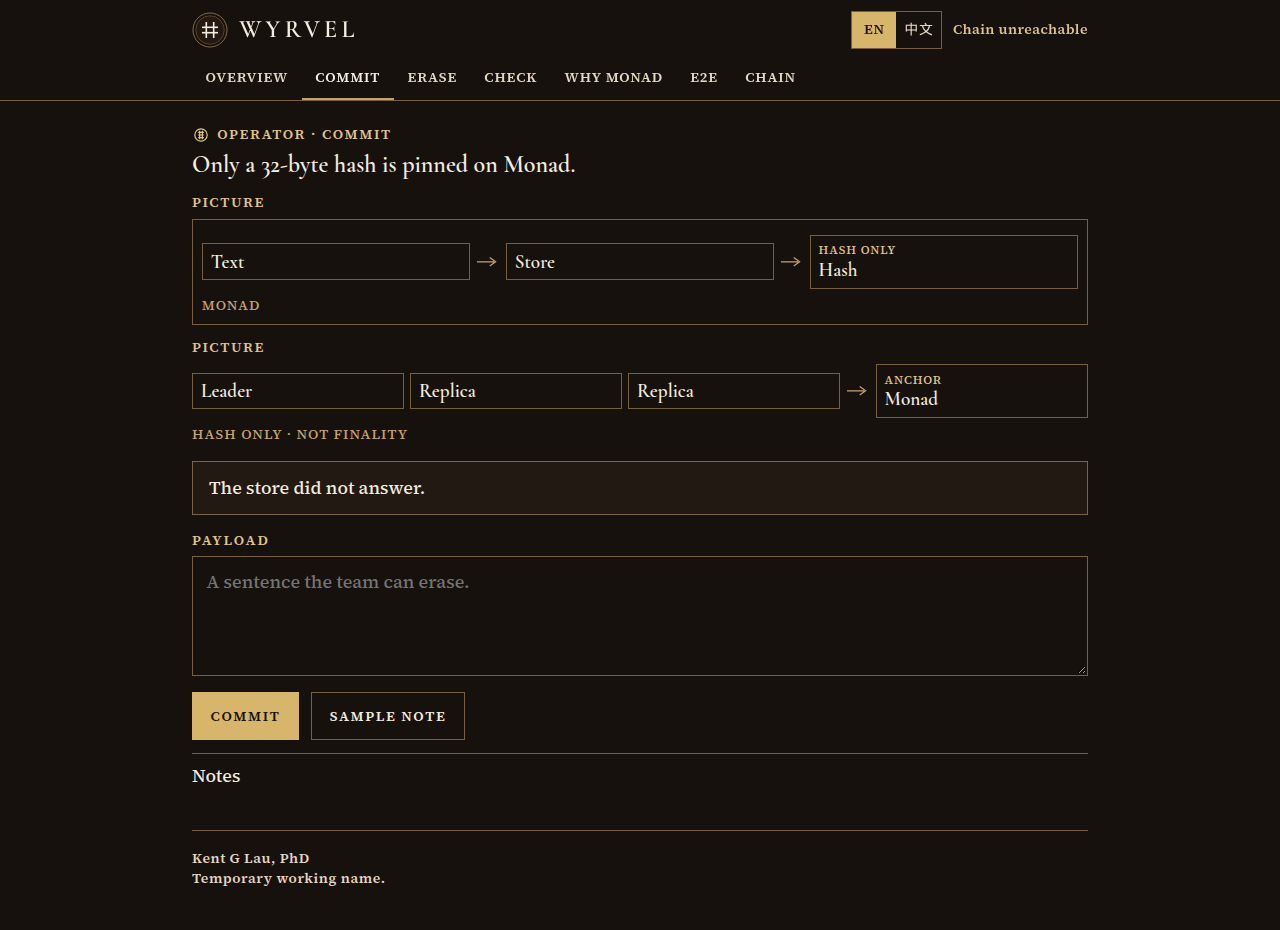 WYRVEL
EN 中文 Chain unreachable
OVERVIEW COMMIT ERASE CHECK WHY MONAD E2E CHAIN
OPERATOR · COMMIT
Only a 32-byte hash is pinned on Monad.
PICTURE
Text → Store → HASH ONLY
Hash
MONAD
PICTURE
Leader Replica Replica → ANCHOR
Monad
HASH ONLY · NOT FINALITY
The store did not answer.
PAYLOAD
A sentence the team can erase.
COMMIT SAMPLE NOTE
Notes
Kent G Lau, PhD
Temporary working name.